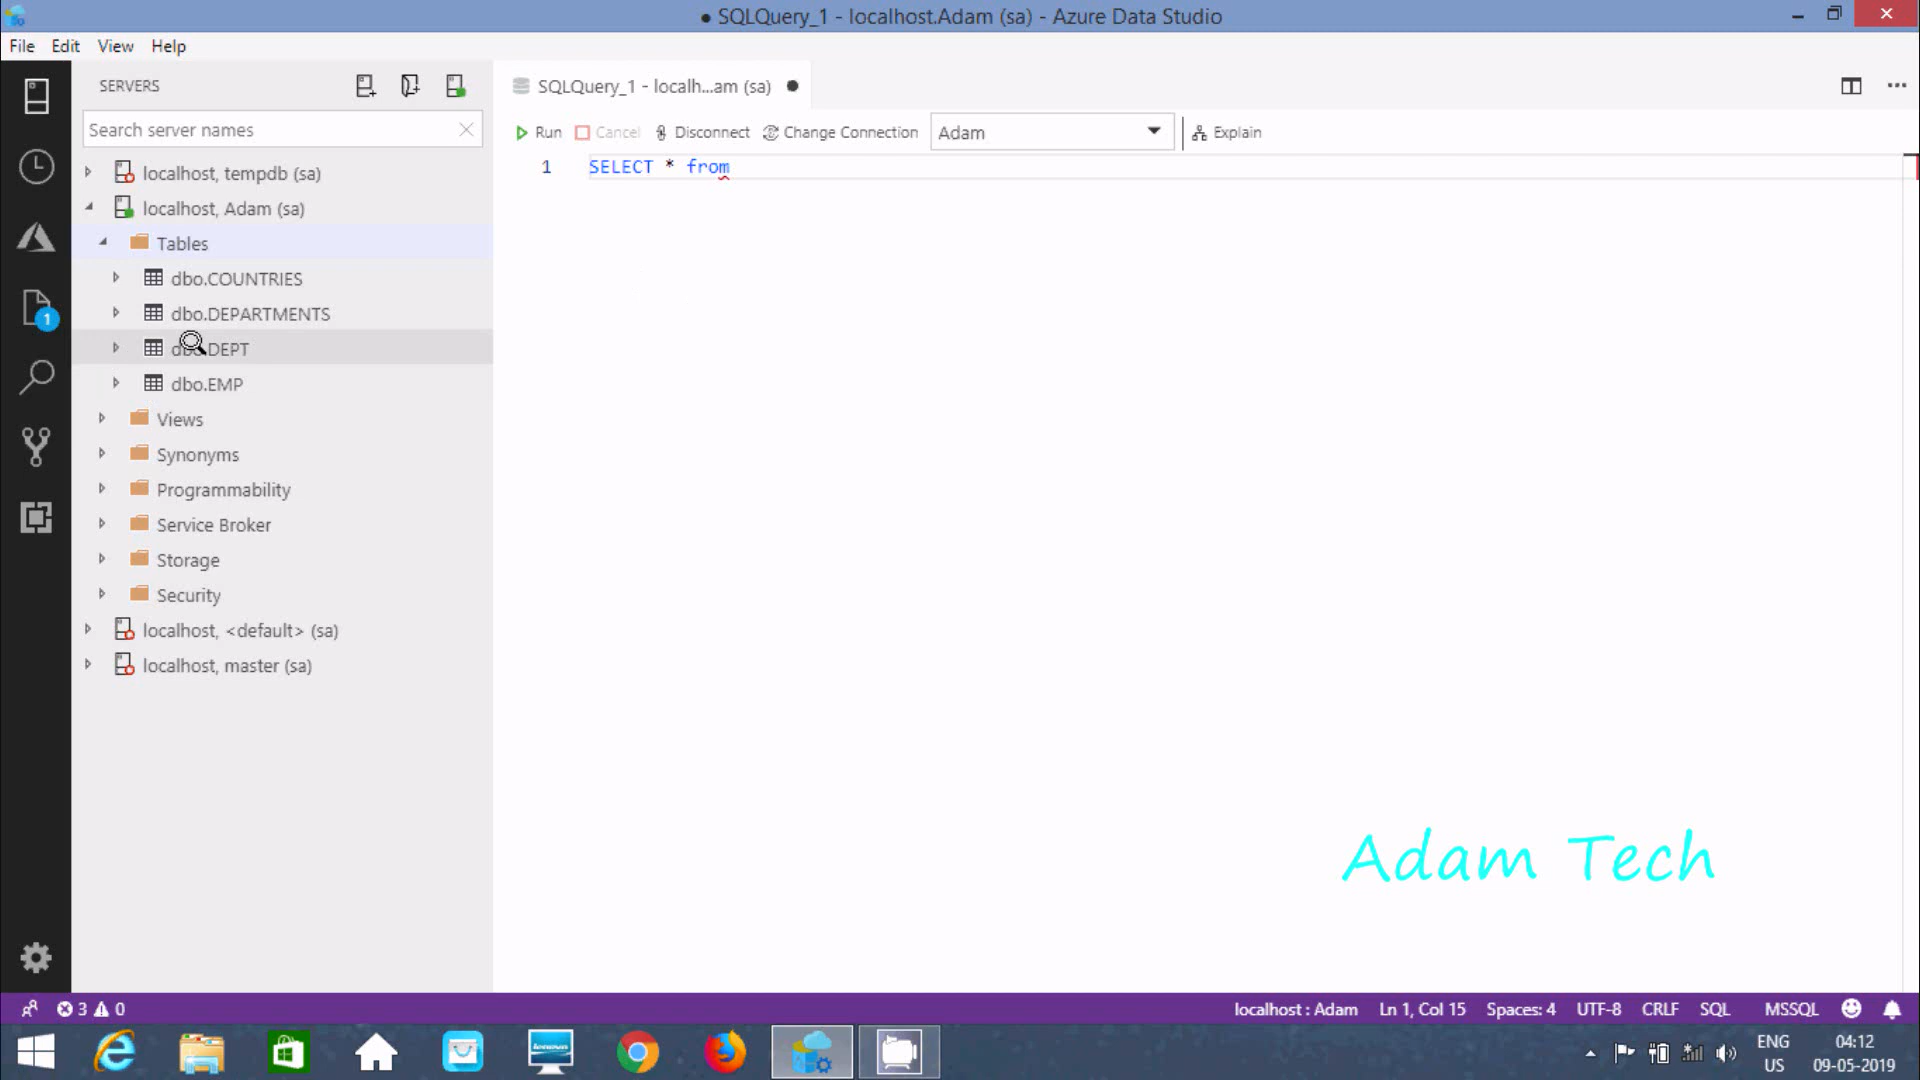 ● SQLQuery_1 - localhost.Adam (sa) - Azure Data Studio
File Edit View Help
SERVERS
SQLQuery_1 - localh...am (sa) ●
Search server names
Run Cancel Disconnect Change Connection Adam Explain
1 SELECT * from
localhost, tempdb (sa)
localhost, Adam (sa)
Tables
dbo.COUNTRIES
dbo.DEPARTMENTS
dbo.DEPT
dbo.EMP
Views
Synonyms
Programmability
Service Broker
Storage
Security
localhost, <default> (sa)
localhost, master (sa)
1
Adam Tech
3 0 localhost : Adam Ln 1, Col 15 Spaces: 4 UTF-8 CRLF SQL MSSQL
ENG 04:12
US 09-05-2019